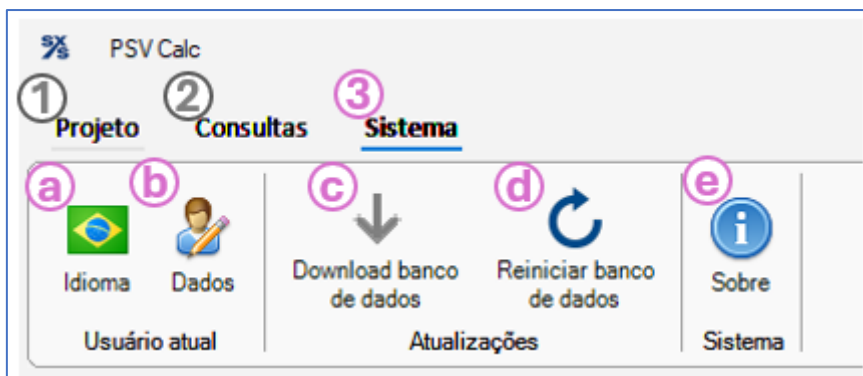 SX/S PSV Calc
1 2 3
Projeto Consultas Sistema
a b c d e
Idioma Dados Download banco de dados Reiniciar banco de dados Sobre
Usuário atual Atualizações Sistema